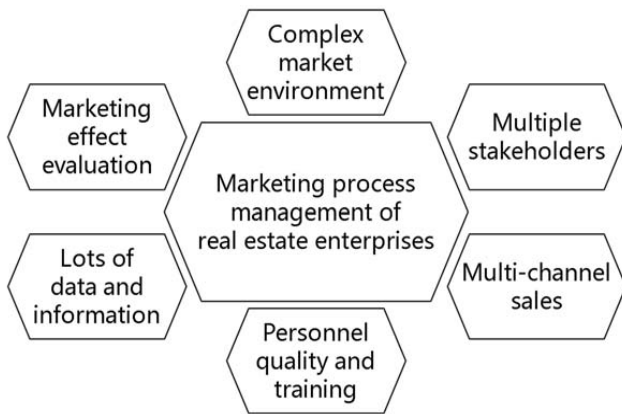 Complex
market
environment
Marketing
effect
evaluation
Multiple
stakeholders
Marketing process
management of
real estate enterprises
Lots of
data and
information
Multi-channel
sales
Personnel
quality and
training